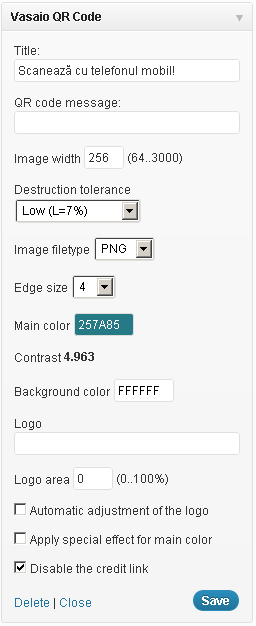 Vasaio QR Code
Title:
Scanează cu telefonul mobil!
QR code message:
Image width 256 (64..3000)
Destruction tolerance
Low (L=7%)
Image filetype PNG
Edge size 4
Main color 257A85
Contrast 4.963
Background color FFFFFF
Logo
Logo area 0 (0..100%)
Automatic adjustment of the logo
Apply special effect for main color
Disable the credit link
Delete | Close Save